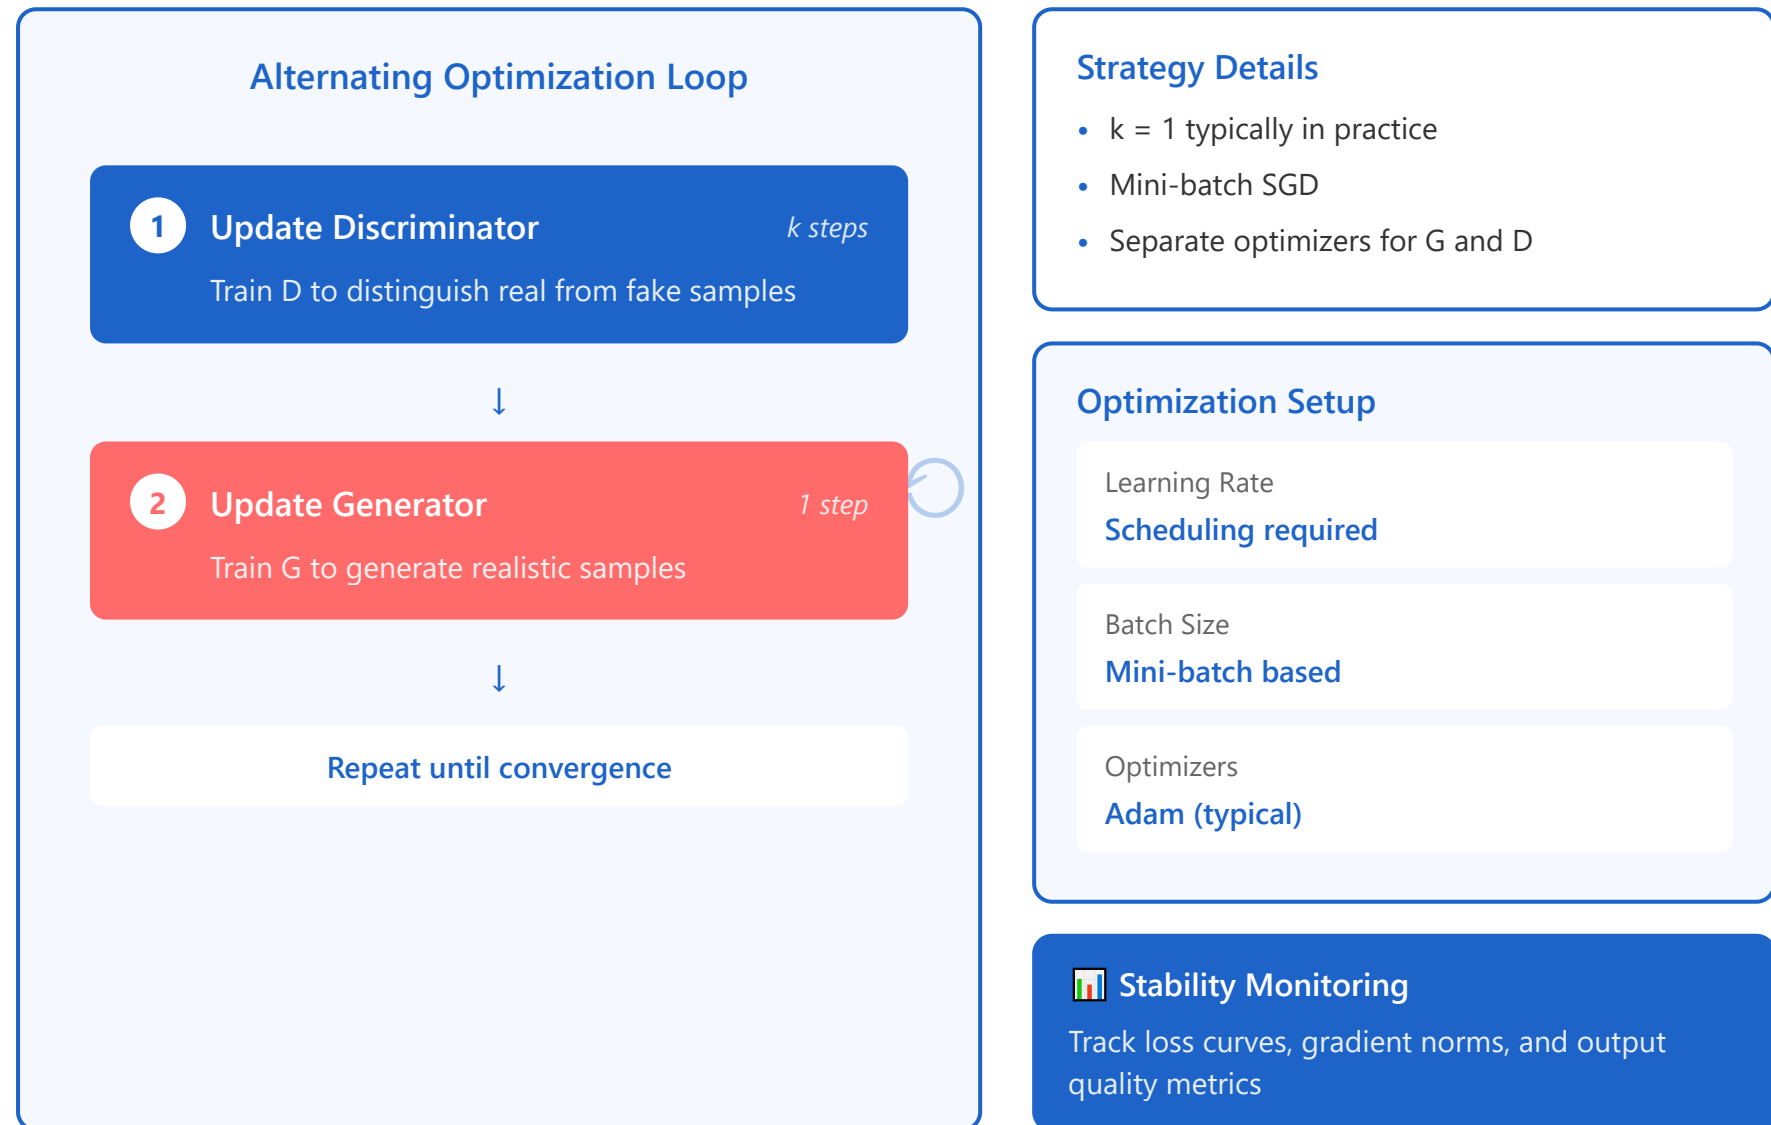 Alternating Optimization Loop
1
Update Discriminator
k steps
Train D to distinguish real from fake samples
↓
2
Update Generator
1 step
Train G to generate realistic samples
↓
Repeat until convergence
Strategy Details
• k = 1 typically in practice
• Mini-batch SGD
• Separate optimizers for G and D
Optimization Setup
Learning Rate
Scheduling required
Batch Size
Mini-batch based
Optimizers
Adam (typical)
📊 Stability Monitoring
Track loss curves, gradient norms, and output
quality metrics